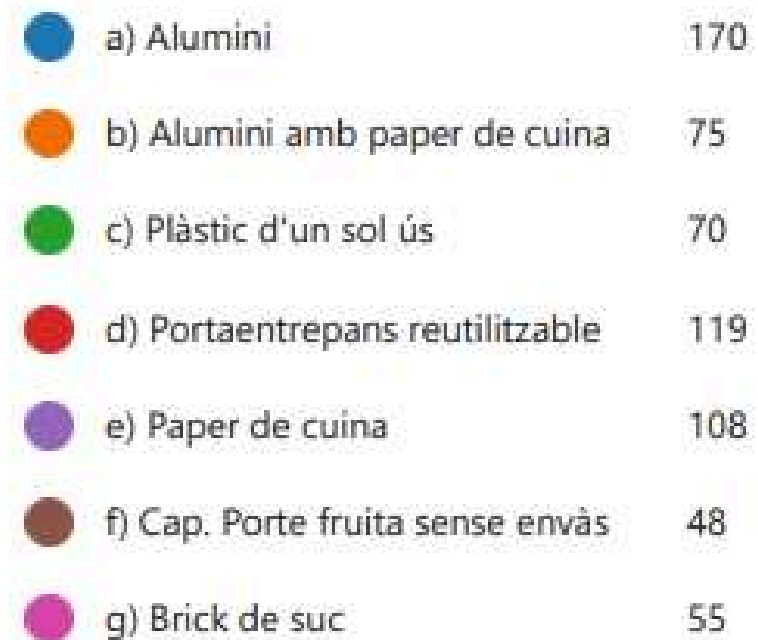 a) Alumini 170
b) Alumini amb paper de cuina 75
c) Plàstic d'un sol ús 70
d) Portaentrepans reutilitzable 119
e) Paper de cuina 108
f) Cap. Porte fruita sense envàs 48
g) Brick de suc 55